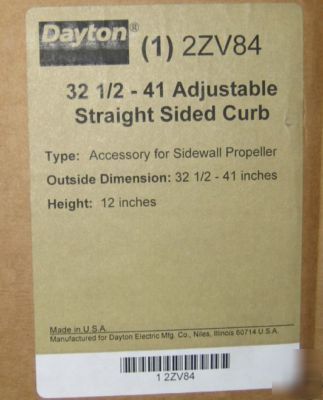 Dayton® (1) 2ZV84
32 1/2 - 41 Adjustable
Straight Sided Curb
Type: Accessory for Sidewall Propeller
Outside Dimension: 32 1/2 - 41 inches
Height: 12 inches
Made in U.S.A.
Manufactured for Dayton Electric Mfg. Co., Niles, Illinois 60714 U.S.A.
1 2ZV84